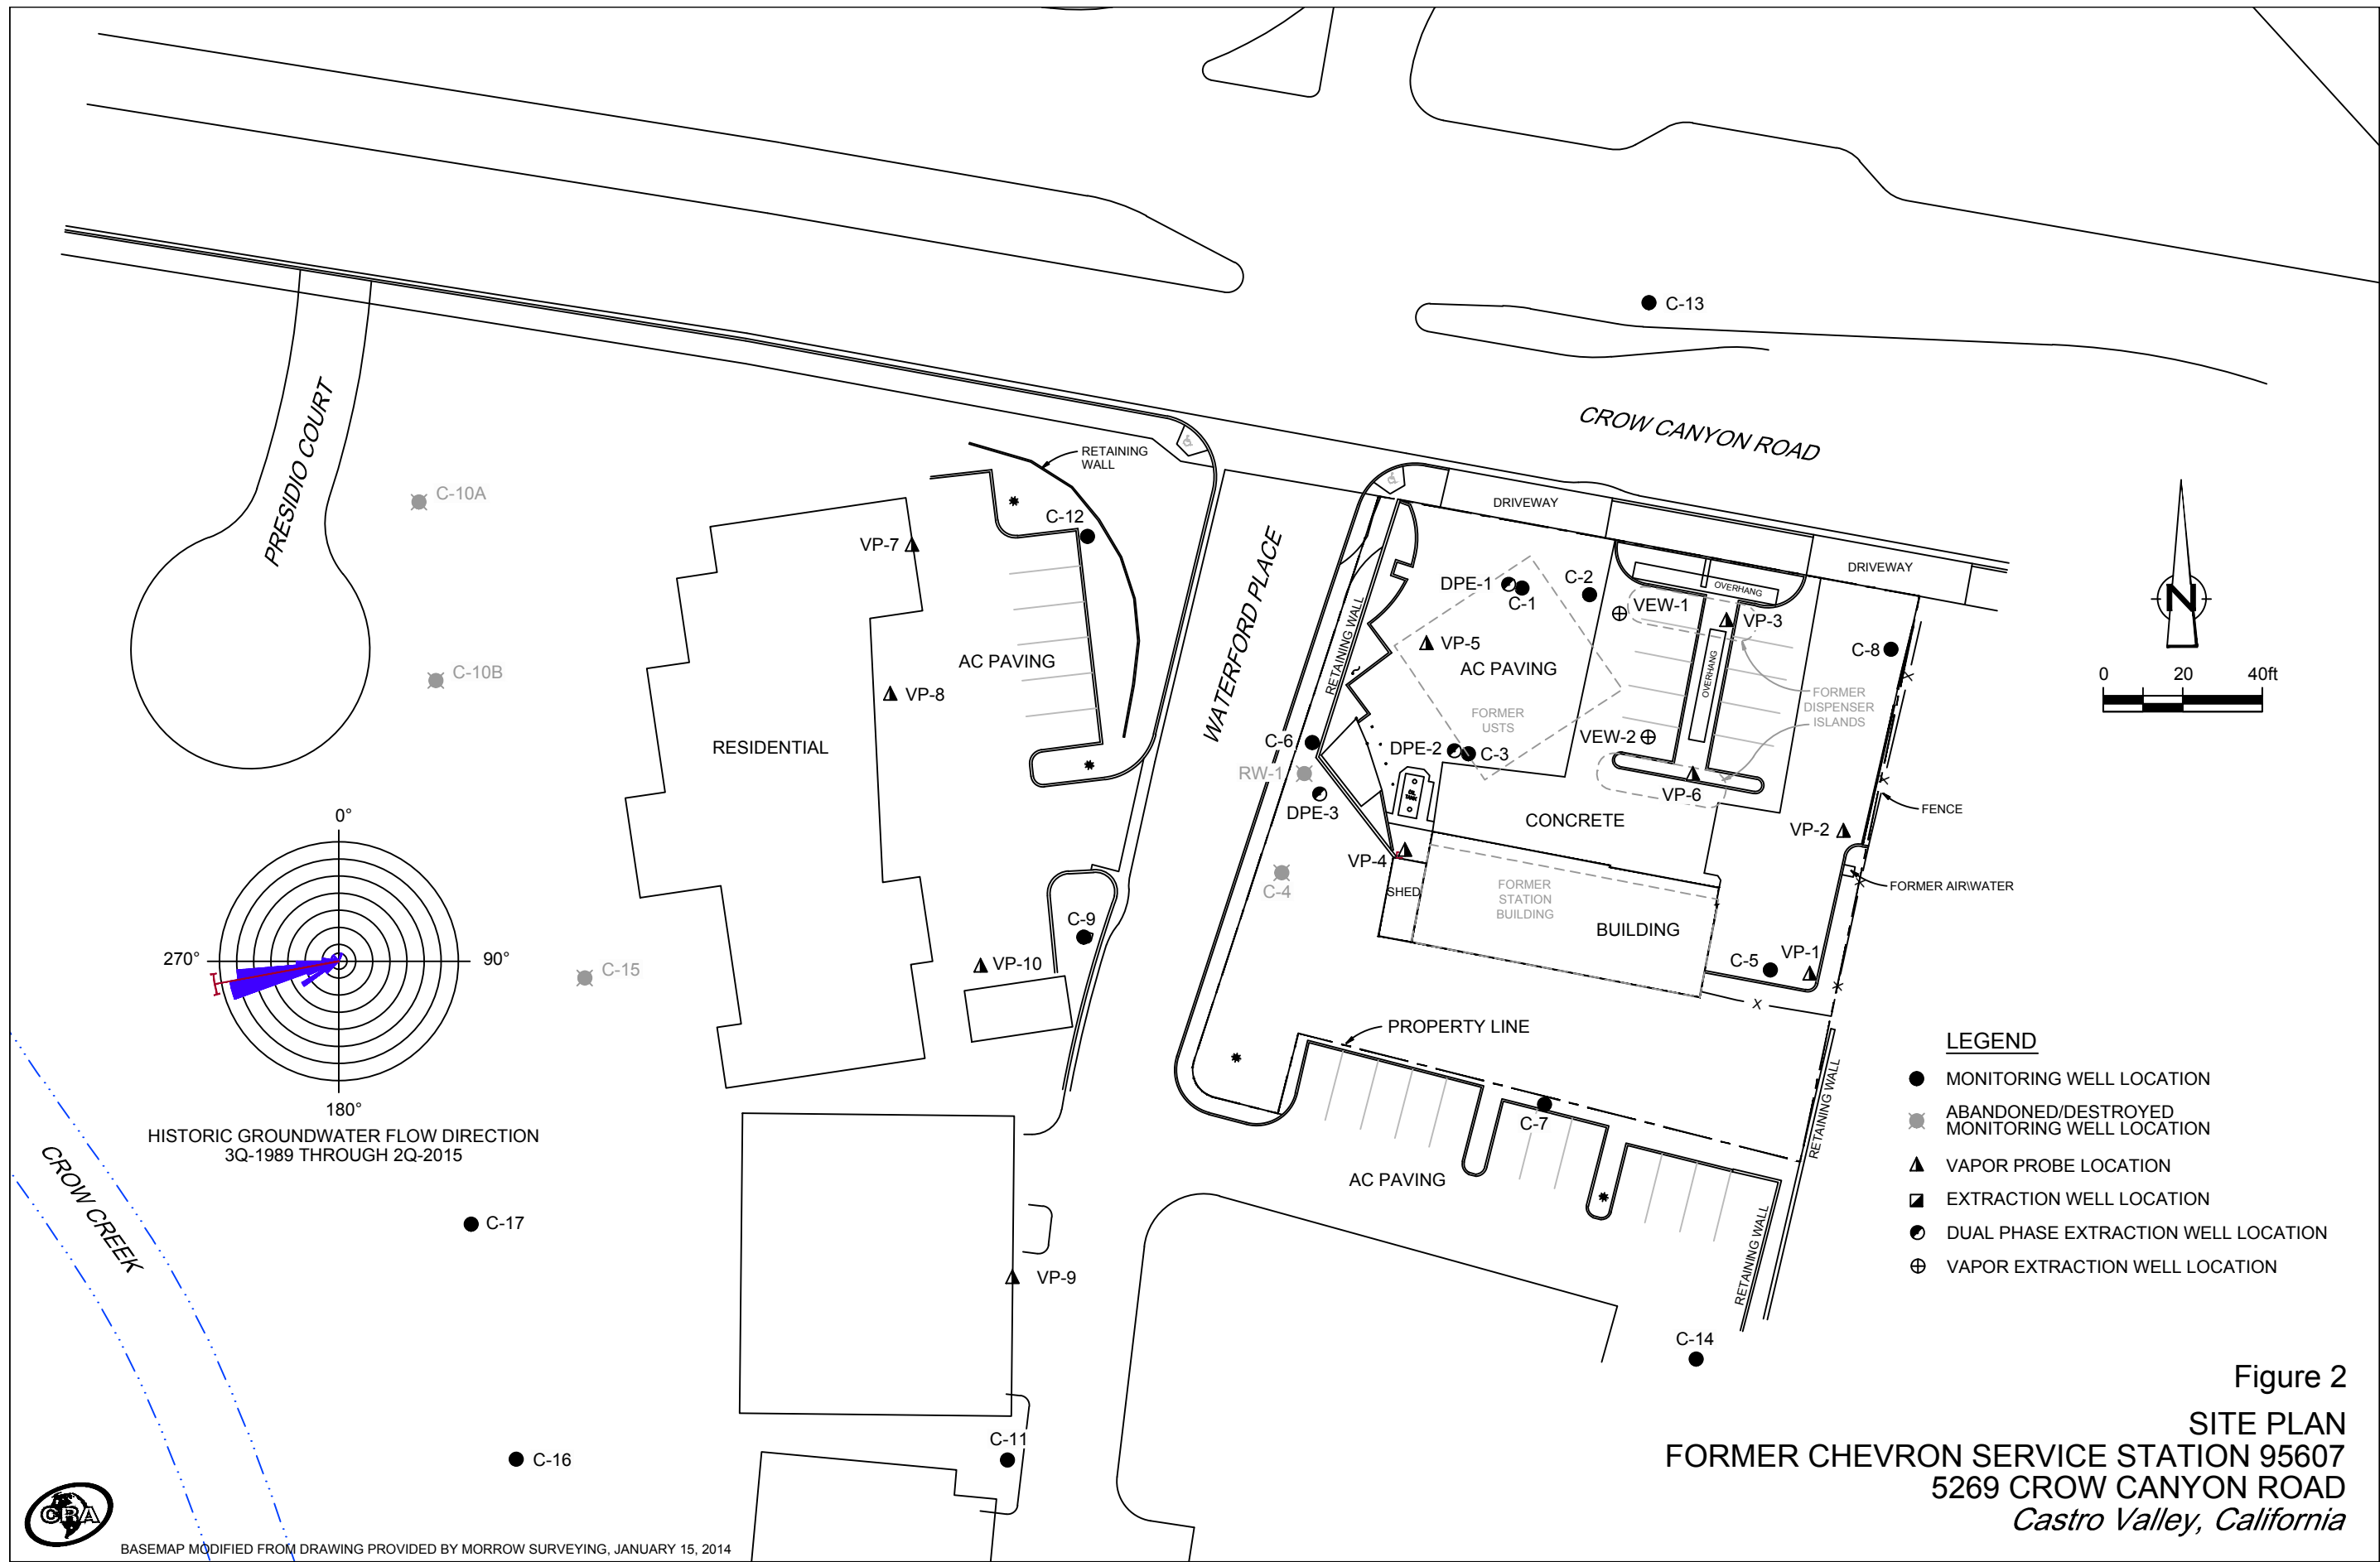 C-13
CROW CANYON ROAD
PRESIDIO COURT
RETAINING
WALL
C-10A
C-12
VP-7
DRIVEWAY
DRIVEWAY
OVERHANG
DPE-1
C-1
C-2
VEW-1
VP-3
C-8
N
WATERFORD PLACE
RETAINING WALL
VP-5
AC PAVING
AC PAVING
C-10B
VP-8
OVERHANG
FORMER
DISPENSER
ISLANDS
0 20 40ft
FORMER
USTS
RESIDENTIAL
C-6
DPE-2
C-3
VEW-2
RW-1
DPE-3
VP-6
OIL
TANK
CONCRETE
FENCE
VP-2
VP-4
C-4
SHED
FORMER
STATION
BUILDING
BUILDING
FORMER AIR\WATER
0°
270°
90°
180°
HISTORIC GROUNDWATER FLOW DIRECTION
3Q-1989 THROUGH 2Q-2015
C-9
VP-10
C-15
C-5
VP-1
X
X
X
X
X
PROPERTY LINE
C-7
RETAINING WALL
AC PAVING
RETAINING WALL
CROW CREEK
C-17
VP-9
C-14
C-16
C-11
LEGEND
MONITORING WELL LOCATION
ABANDONED/DESTROYED
MONITORING WELL LOCATION
VAPOR PROBE LOCATION
EXTRACTION WELL LOCATION
DUAL PHASE EXTRACTION WELL LOCATION
VAPOR EXTRACTION WELL LOCATION
Figure 2
SITE PLAN
FORMER CHEVRON SERVICE STATION 95607
5269 CROW CANYON ROAD
Castro Valley, California
CRA
BASEMAP MODIFIED FROM DRAWING PROVIDED BY MORROW SURVEYING, JANUARY 15, 2014